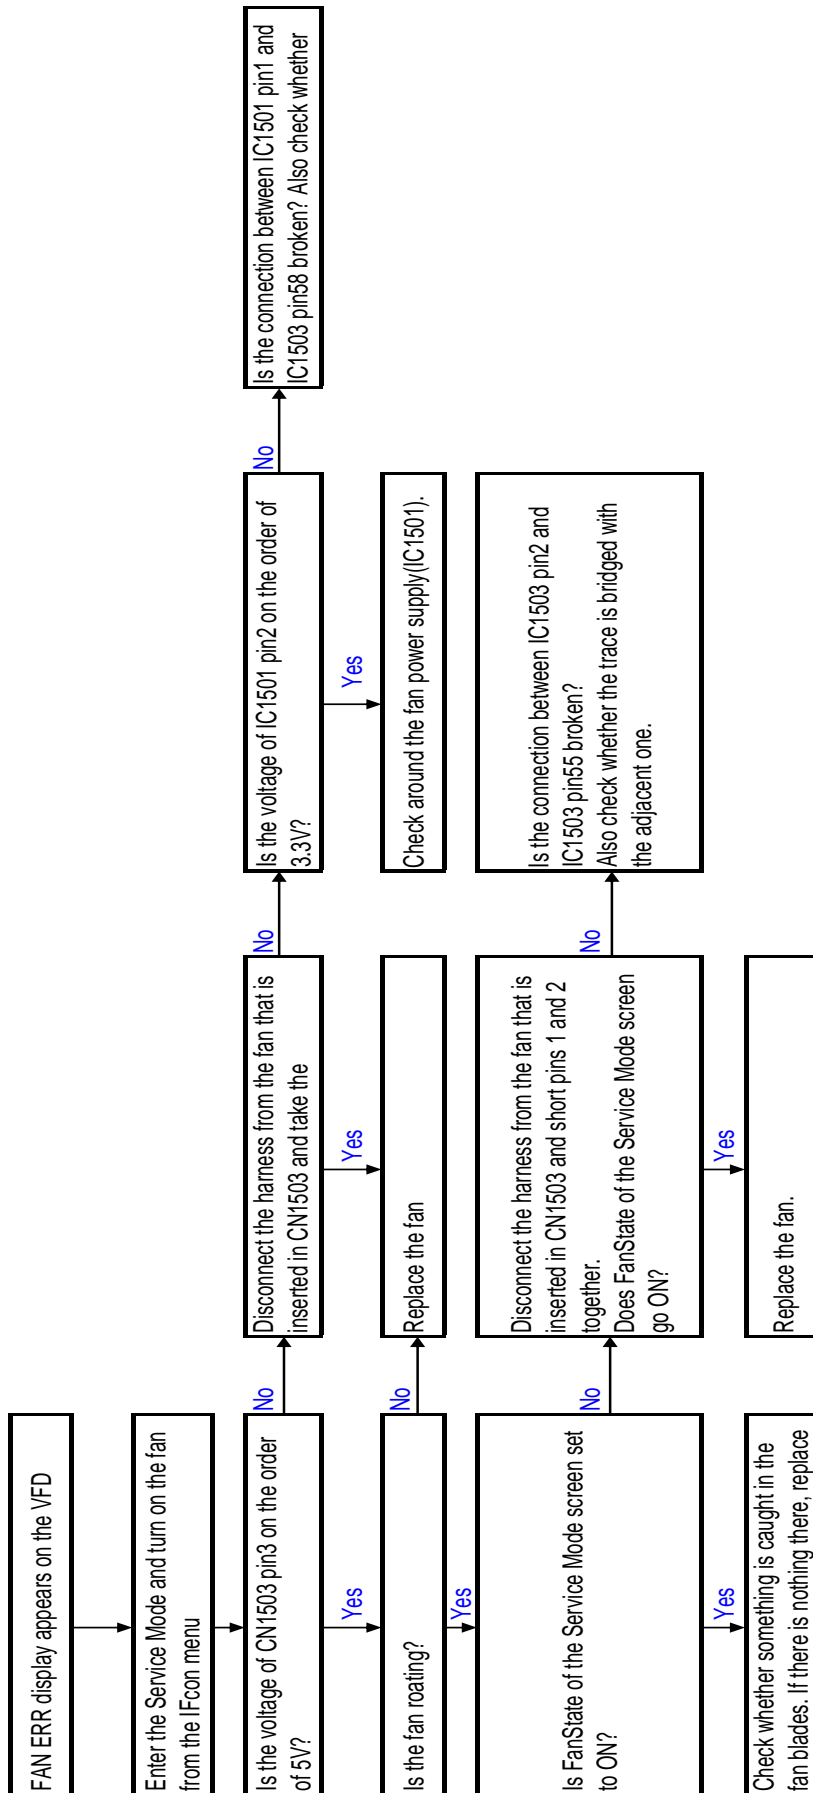 FAN ERR display appears on the VFD
Enter the Service Mode and turn on the fan
from the IFcon menu
Is the voltage of CN1503 pin3 on the order
of 5V?
No
Disconnect the harness from the fan that is
inserted in CN1503 and take the
No
Is the voltage of IC1501 pin2 on the order of
3.3V?
No
Is the connection between IC1501 pin1 and
IC1503 pin58 broken? Also check whether
Yes
Yes
Yes
Is the fan roating?
No
Replace the fan
Check around the fan power supply(IC1501).
Yes
Is FanState of the Service Mode screen set
to ON?
No
Disconnect the harness from the fan that is
inserted in CN1503 and short pins 1 and 2
together.
Does FanState of the Service Mode screen
go ON?
No
Is the connection between IC1503 pin2 and
IC1503 pin55 broken?
Also check whether the trace is bridged with
the adjacent one.
Yes
Yes
Check whether something is caught in the
fan blades. If there is nothing there, replace
Replace the fan.